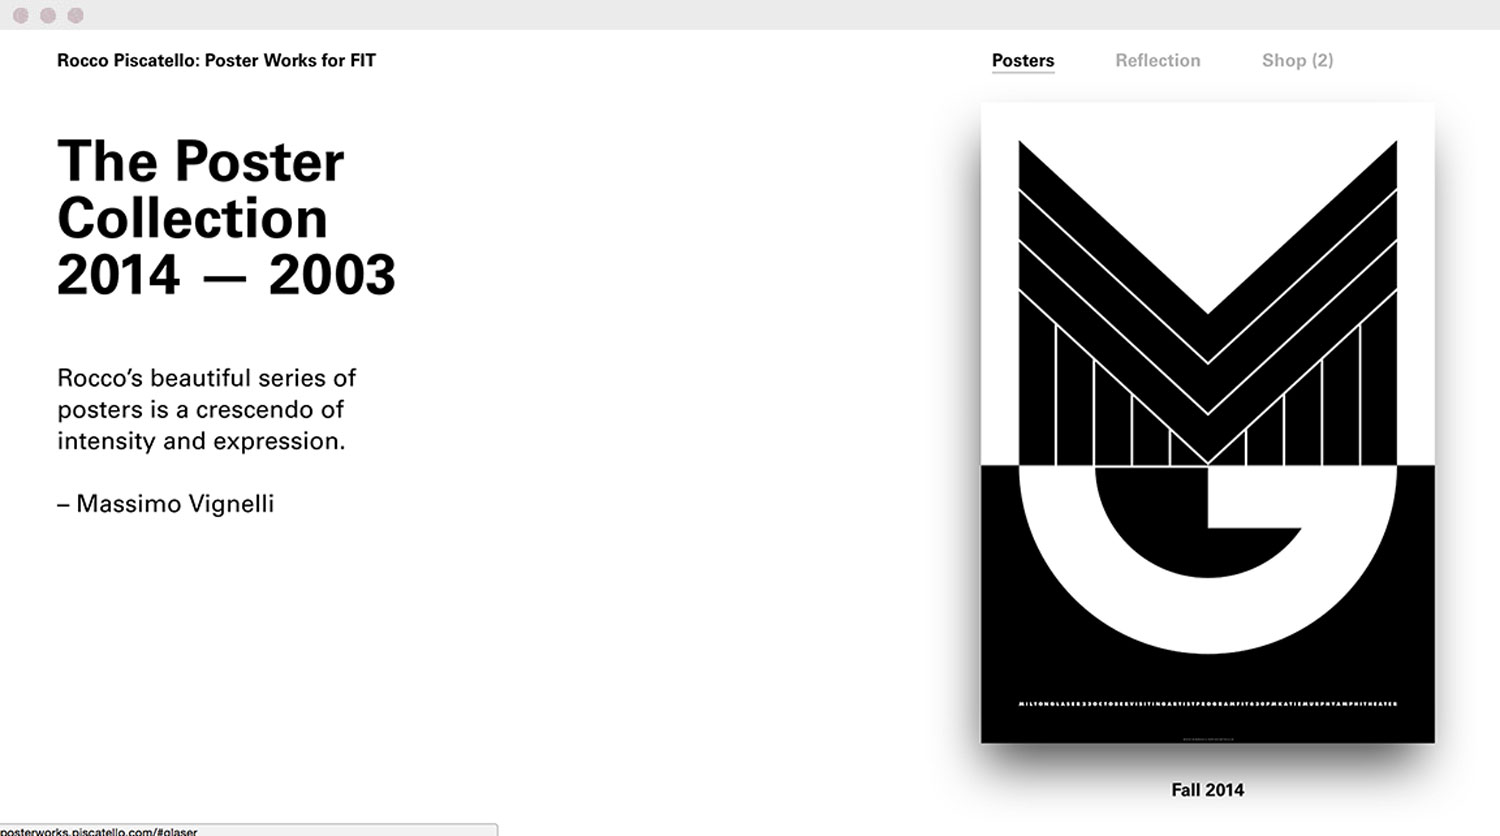 Rocco Piscatello: Poster Works for FIT
Posters
Reflection
Shop (2)
The Poster
Collection
2014 — 2003
Rocco’s beautiful series of
posters is a crescendo of
intensity and expression.
– Massimo Vignelli
MG
MILTONGLASER23OCTOBERVISITINGARTISTPROGRAMFIT630PMKATIEMURPHYAMPHITHEATER
Fall 2014
posterworks.piscatello.com/#glaser